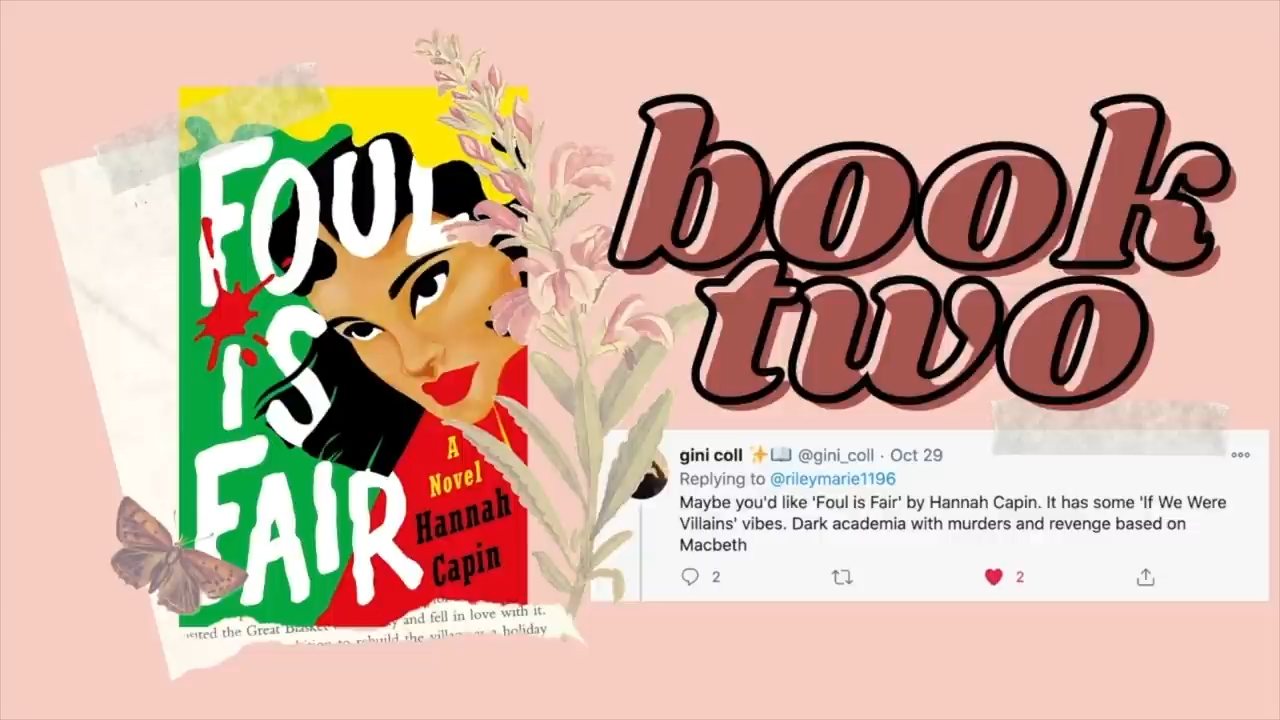 FOUL
iS
FAIR
A
Novel
Hannah
Capin
book
two
gini coll ✨📖 @gini_coll · Oct 29
Replying to @rileymarie1196
Maybe you'd like 'Foul is Fair' by Hannah Capin. It has some 'If We Were
Villains' vibes. Dark academia with murders and revenge based on
Macbeth
2
2
and fell in love with it.
the Great
holiday